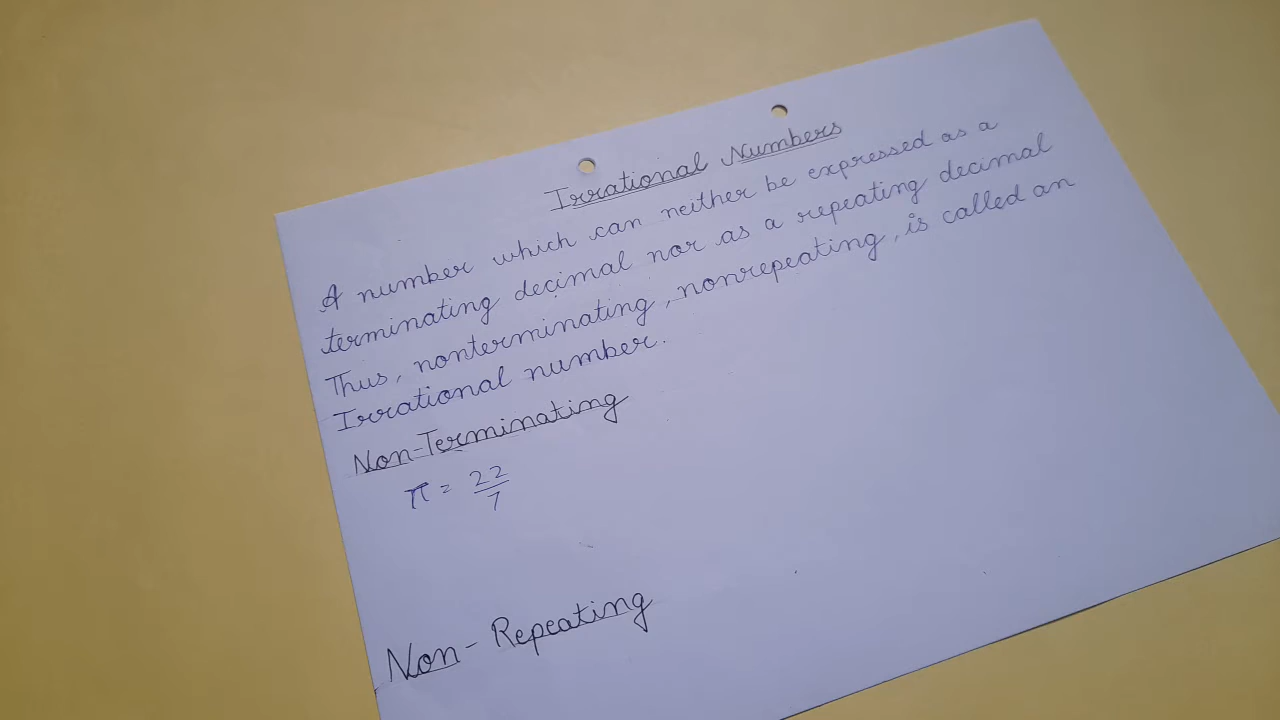 Irrational Numbers
A number which can neither be expressed as a
terminating decimal nor as a repeating decimal
Thus, nonterminating, nonrepeating, is called an
Irrational number.
Non-Terminating
π = 22/7
Non-Repeating